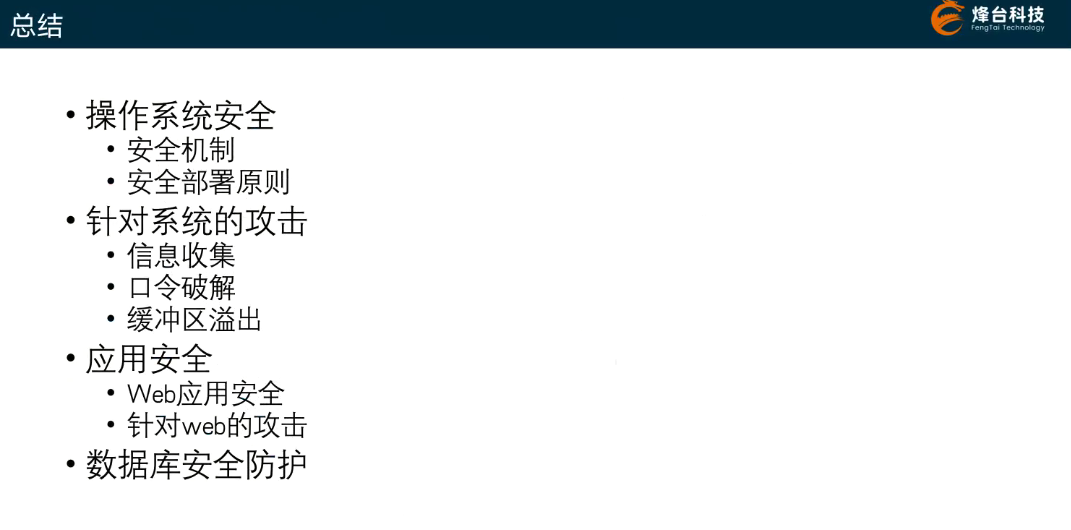 总结
烽台科技
FengTai Technology
• 操作系统安全
• 安全机制
• 安全部署原则
• 针对系统的攻击
• 信息收集
• 口令破解
• 缓冲区溢出
• 应用安全
• Web应用安全
• 针对web的攻击
• 数据库安全防护